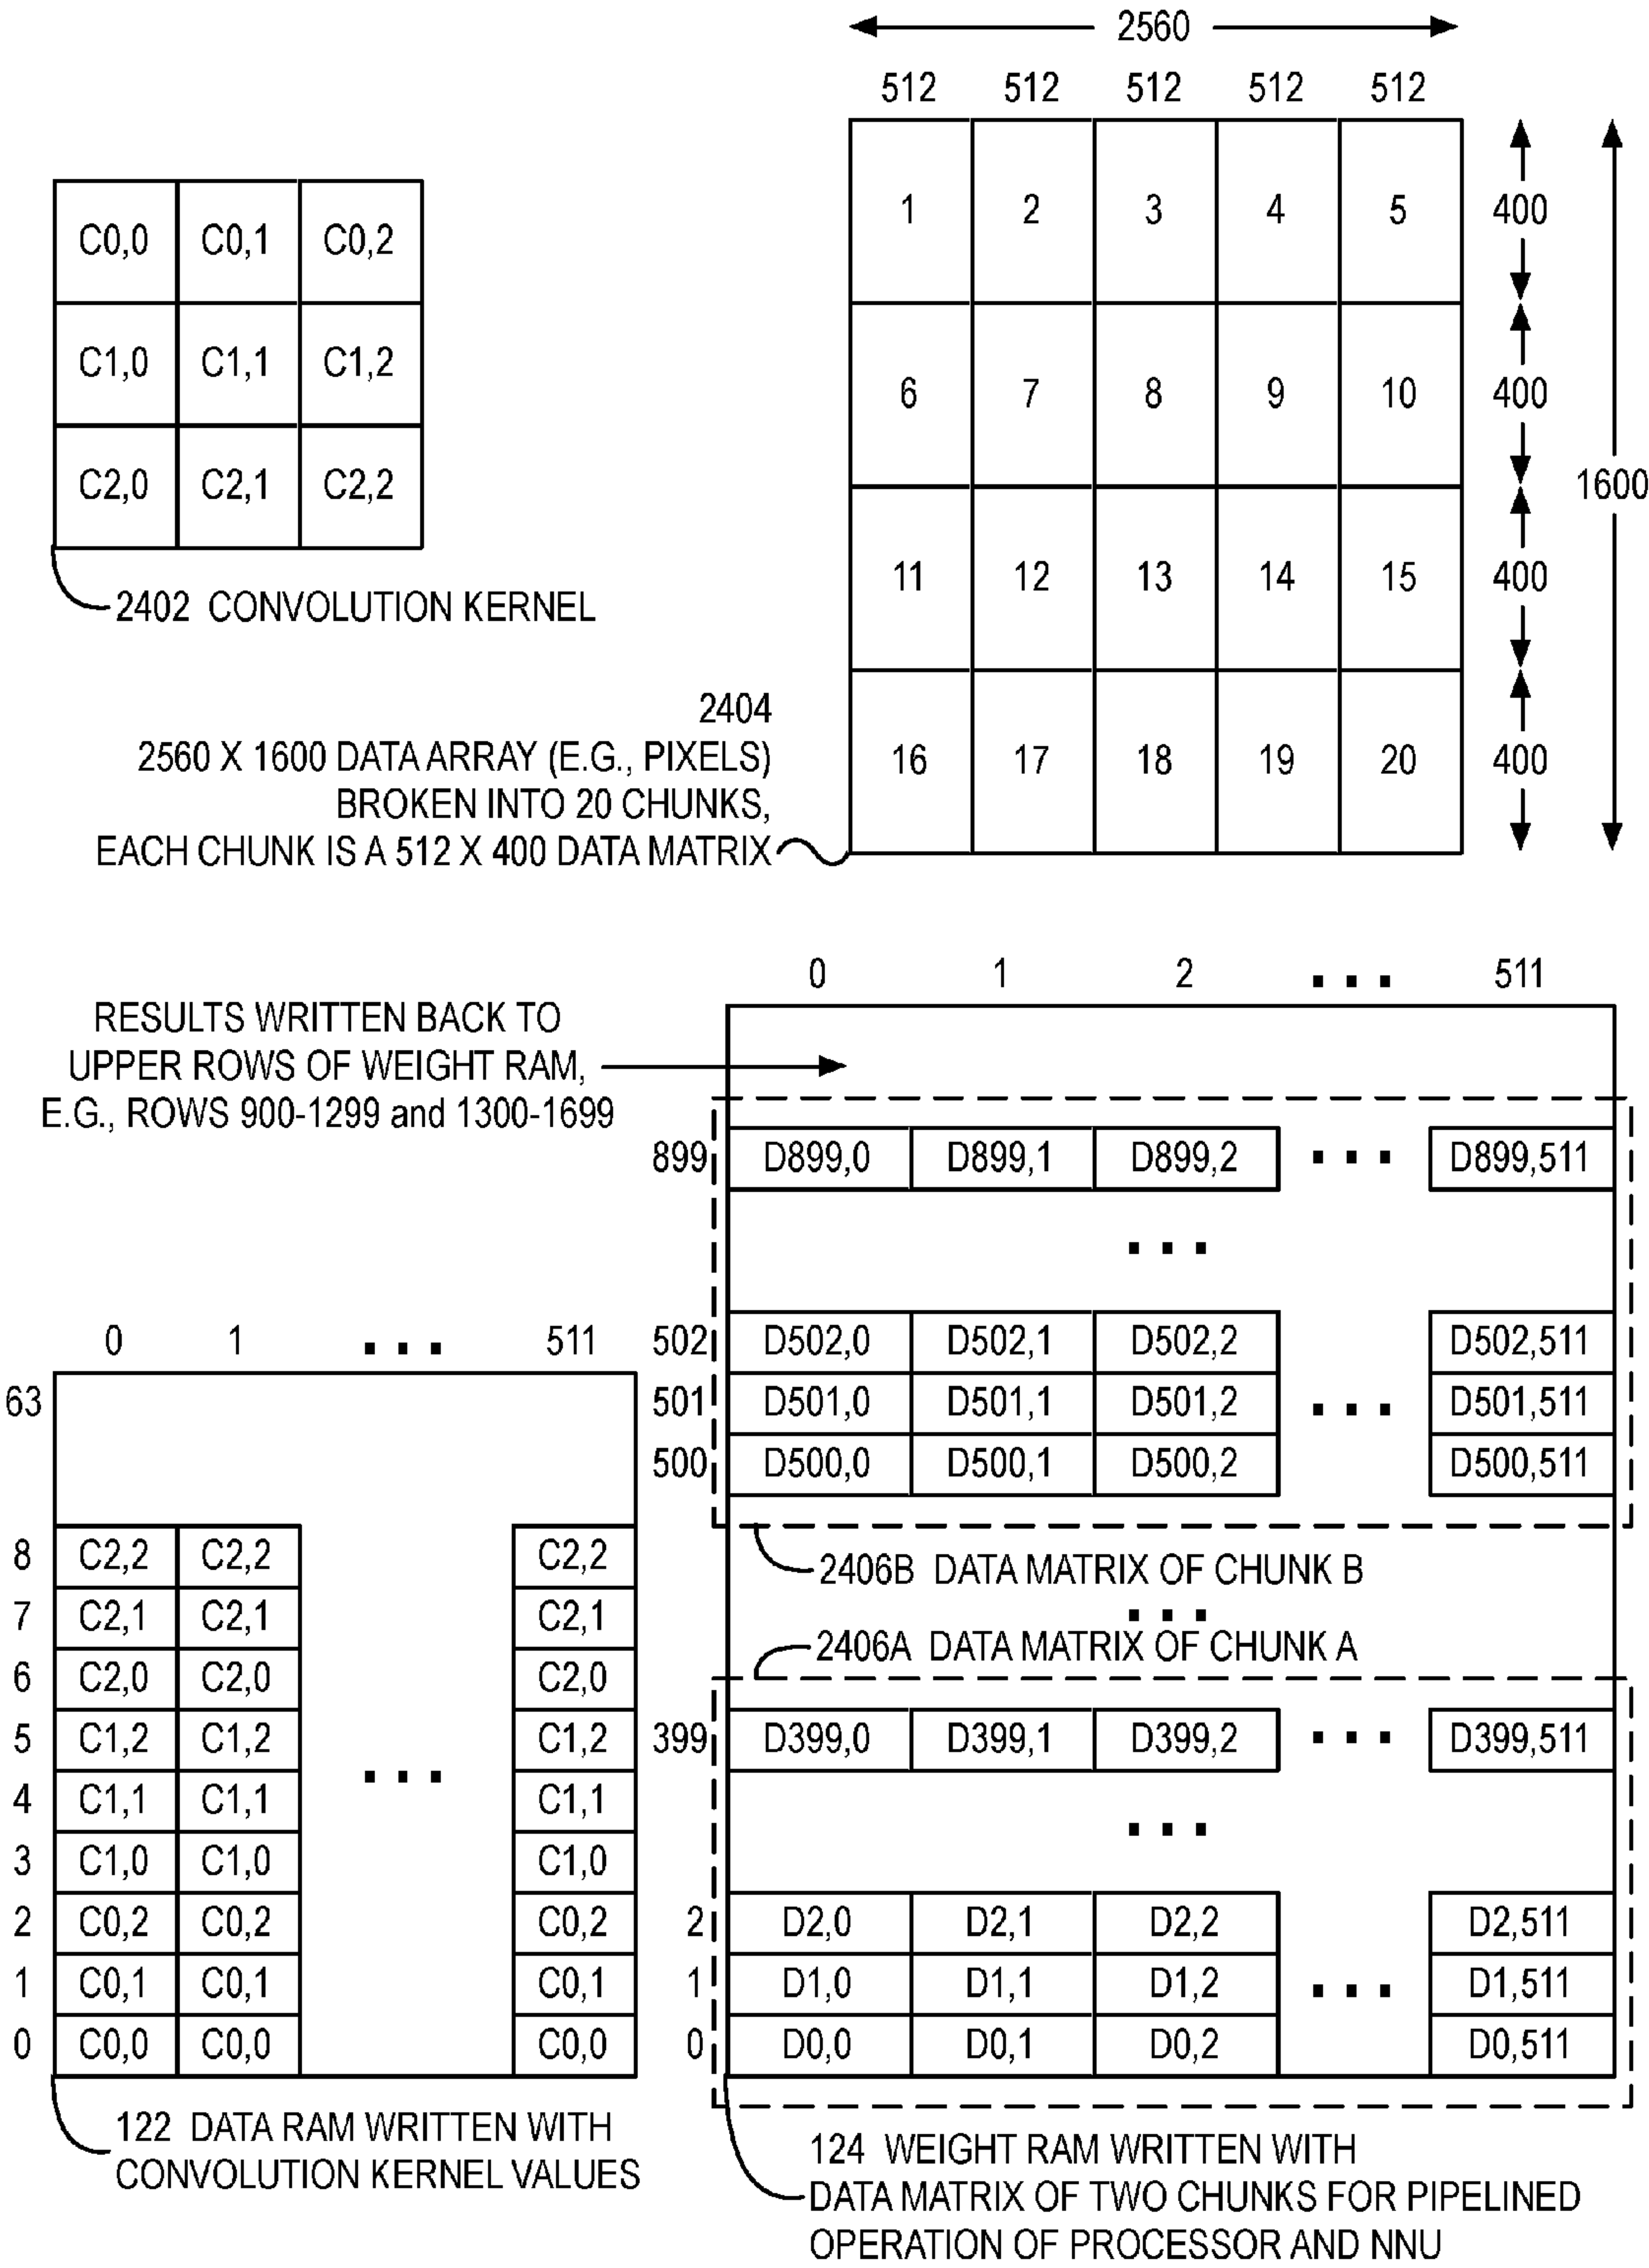 2560
512 512 512 512 512
1 2 3 4 5 400
6 7 8 9 10 400
11 12 13 14 15 400
16 17 18 19 20 400
1600
C0,0 C0,1 C0,2
C1,0 C1,1 C1,2
C2,0 C2,1 C2,2
2402 CONVOLUTION KERNEL
2404
2560 X 1600 DATA ARRAY (E.G., PIXELS)
BROKEN INTO 20 CHUNKS,
EACH CHUNK IS A 512 X 400 DATA MATRIX
RESULTS WRITTEN BACK TO
UPPER ROWS OF WEIGHT RAM,
E.G., ROWS 900-1299 and 1300-1699
0 1 2 ... 511
899 D899,0 D899,1 D899,2 ... D899,511
...
502 D502,0 D502,1 D502,2 D502,511
501 D501,0 D501,1 D501,2 ... D501,511
500 D500,0 D500,1 D500,2 D500,511
2406B DATA MATRIX OF CHUNK B
...
2406A DATA MATRIX OF CHUNK A
399 D399,0 D399,1 D399,2 ... D399,511
...
2 D2,0 D2,1 D2,2 D2,511
1 D1,0 D1,1 D1,2 ... D1,511
0 D0,0 D0,1 D0,2 D0,511
124 WEIGHT RAM WRITTEN WITH
DATA MATRIX OF TWO CHUNKS FOR PIPELINED
OPERATION OF PROCESSOR AND NNU
0 1 ... 511
63
8 C2,2 C2,2 C2,2
7 C2,1 C2,1 C2,1
6 C2,0 C2,0 C2,0
5 C1,2 C1,2 C1,2
4 C1,1 C1,1 ... C1,1
3 C1,0 C1,0 C1,0
2 C0,2 C0,2 C0,2
1 C0,1 C0,1 C0,1
0 C0,0 C0,0 C0,0
122 DATA RAM WRITTEN WITH
CONVOLUTION KERNEL VALUES